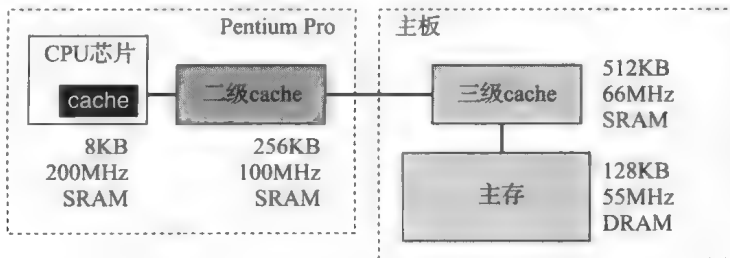 Pentium Pro
CPU芯片
cache
8KB
200MHz
SRAM
二级cache
256KB
100MHz
SRAM
主板
三级cache
512KB
66MHz
SRAM
主存
128KB
55MHz
DRAM